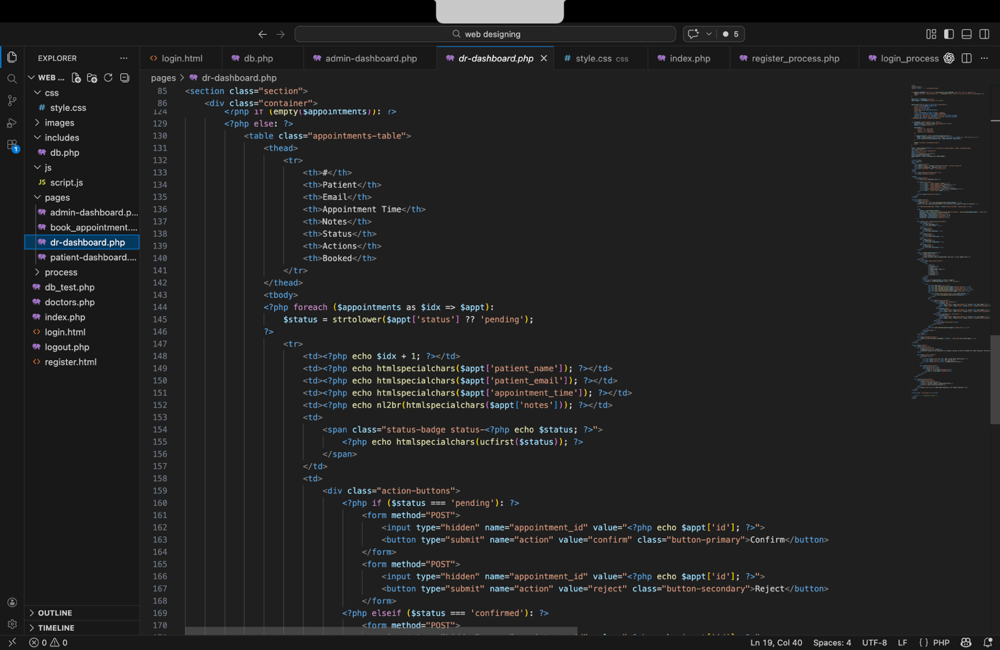 web designing
5
EXPLORER
login.html
db.php
admin-dashboard.php
dr-dashboard.php
style.css css
index.php
register_process.php
login_process
WEB ...
css
style.css
images
includes
db.php
js
JS script.js
pages
admin-dashboard.p...
book_appointment....
dr-dashboard.php
patient-dashboard....
process
db_test.php
doctors.php
index.php
login.html
logout.php
register.html
OUTLINE
TIMELINE
1
pages > dr-dashboard.php
85 <section class="section">
86 <div class="container">
124 <?php if (empty($appointments)): ?>
129 <?php else: ?>
130 <table class="appointments-table">
131 <thead>
132 <tr>
133 <th>#</th>
134 <th>Patient</th>
135 <th>Email</th>
136 <th>Appointment Time</th>
137 <th>Notes</th>
138 <th>Status</th>
139 <th>Actions</th>
140 <th>Booked</th>
141 </tr>
142 </thead>
143 <tbody>
144 <?php foreach ($appointments as $idx => $appt):
145 $status = strtolower($appt['status'] ?? 'pending');
146 ?>
147 <tr>
148 <td><?php echo $idx + 1; ?></td>
149 <td><?php echo htmlspecialchars($appt['patient_name']); ?></td>
150 <td><?php echo htmlspecialchars($appt['patient_email']); ?></td>
151 <td><?php echo htmlspecialchars($appt['appointment_time']); ?></td>
152 <td><?php echo nl2br(htmlspecialchars($appt['notes'])); ?></td>
153 <td>
154 <span class="status-badge status-<?php echo $status; ?>">
155 <?php echo htmlspecialchars(ucfirst($status)); ?>
156 </span>
157 </td>
158 <td>
159 <div class="action-buttons">
160 <?php if ($status === 'pending'): ?>
161 <form method="POST">
162 <input type="hidden" name="appointment_id" value="<?php echo $appt['id']; ?>">
163 <button type="submit" name="action" value="confirm" class="button-primary">Confirm</button>
164 </form>
165 <form method="POST">
166 <input type="hidden" name="appointment_id" value="<?php echo $appt['id']; ?>">
167 <button type="submit" name="action" value="reject" class="button-secondary">Reject</button>
168 </form>
169 <?php elseif ($status === 'confirmed'): ?>
170 <form method="POST">
0 0
Ln 19, Col 40
Spaces: 4
UTF-8
LF
{ } PHP